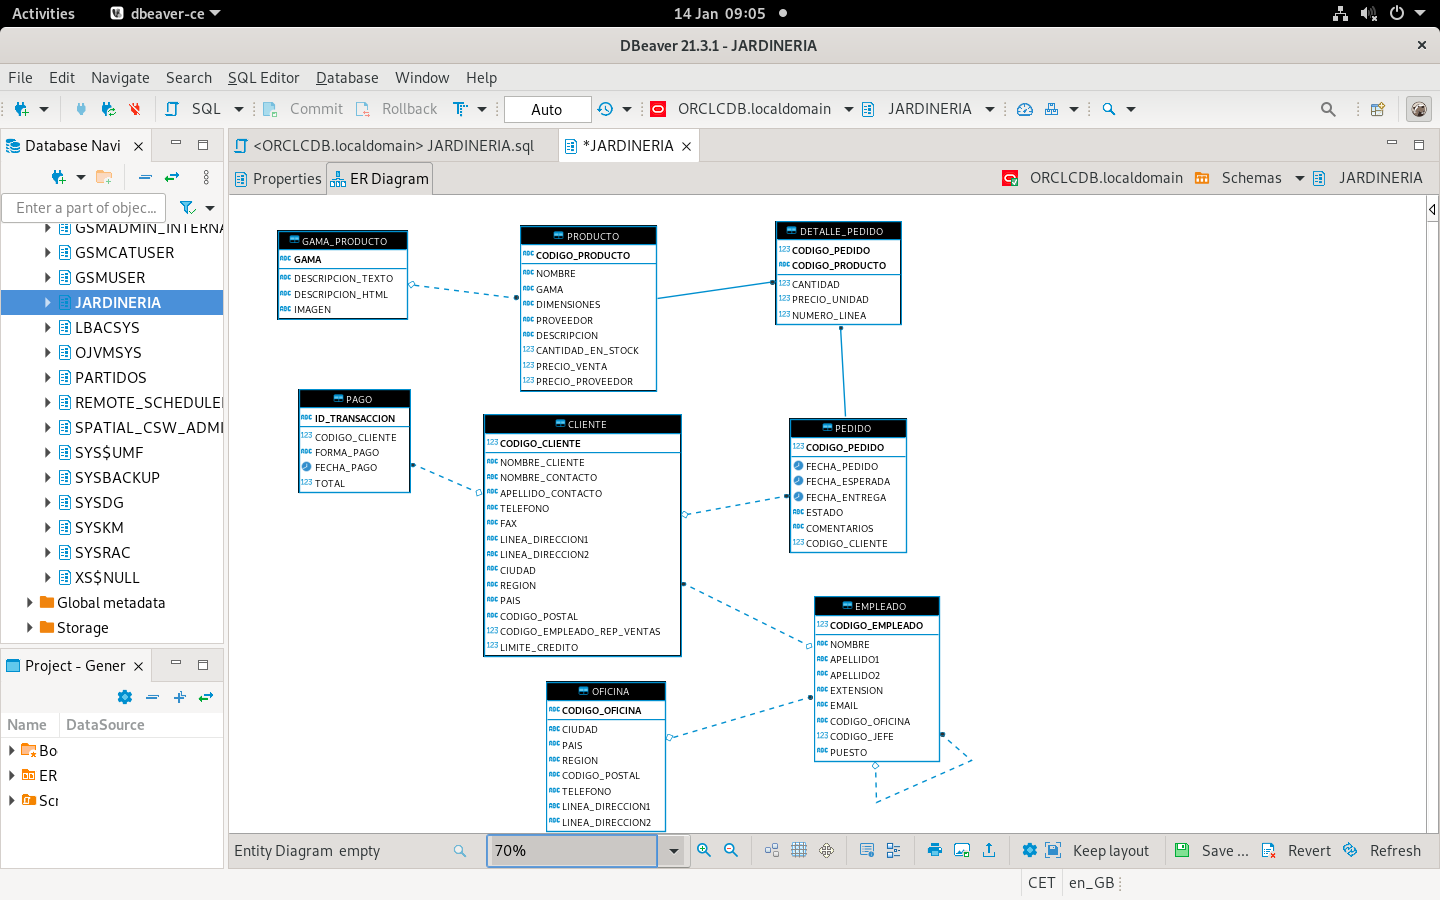 Activities dbeaver-ce 14 Jan 09:05
DBeaver 21.3.1 - JARDINERIA
File Edit Navigate Search SQL Editor Database Window Help
SQL Commit Rollback Auto ORCLCDB.localdomain JARDINERIA
Database Navi
Enter a part of objec...
GSMADMIN_INTERNA
GSMCATUSER
GSMUSER
JARDINERIA
LBACSYS
OJVMSYS
PARTIDOS
REMOTE_SCHEDULE
SPATIAL_CSW_ADMI
SYS$UMF
SYSBACKUP
SYSDG
SYSKM
SYSRAC
XS$NULL
Global metadata
Storage
Project - Gener
Name DataSource
Bo
ER
Scr
<ORCLCDB.localdomain> JARDINERIA.sql
*JARDINERIA
Properties ER Diagram
ORCLCDB.localdomain Schemas JARDINERIA
GAMA_PRODUCTO
GAMA
DESCRIPCION_TEXTO
DESCRIPCION_HTML
IMAGEN
PRODUCTO
CODIGO_PRODUCTO
NOMBRE
GAMA
DIMENSIONES
PROVEEDOR
DESCRIPCION
CANTIDAD_EN_STOCK
PRECIO_VENTA
PRECIO_PROVEEDOR
DETALLE_PEDIDO
CODIGO_PEDIDO
CODIGO_PRODUCTO
CANTIDAD
PRECIO_UNIDAD
NUMERO_LINEA
PAGO
ID_TRANSACCION
CODIGO_CLIENTE
FORMA_PAGO
FECHA_PAGO
TOTAL
CLIENTE
CODIGO_CLIENTE
NOMBRE_CLIENTE
NOMBRE_CONTACTO
APELLIDO_CONTACTO
TELEFONO
FAX
LINEA_DIRECCION1
LINEA_DIRECCION2
CIUDAD
REGION
PAIS
CODIGO_POSTAL
CODIGO_EMPLEADO_REP_VENTAS
LIMITE_CREDITO
PEDIDO
CODIGO_PEDIDO
FECHA_PEDIDO
FECHA_ESPERADA
FECHA_ENTREGA
ESTADO
COMENTARIOS
CODIGO_CLIENTE
EMPLEADO
CODIGO_EMPLEADO
NOMBRE
APELLIDO1
APELLIDO2
EXTENSION
EMAIL
CODIGO_OFICINA
CODIGO_JEFE
PUESTO
OFICINA
CODIGO_OFICINA
CIUDAD
PAIS
REGION
CODIGO_POSTAL
TELEFONO
LINEA_DIRECCION1
LINEA_DIRECCION2
Entity Diagram empty 70% Keep layout Save ... Revert Refresh
CET en_GB